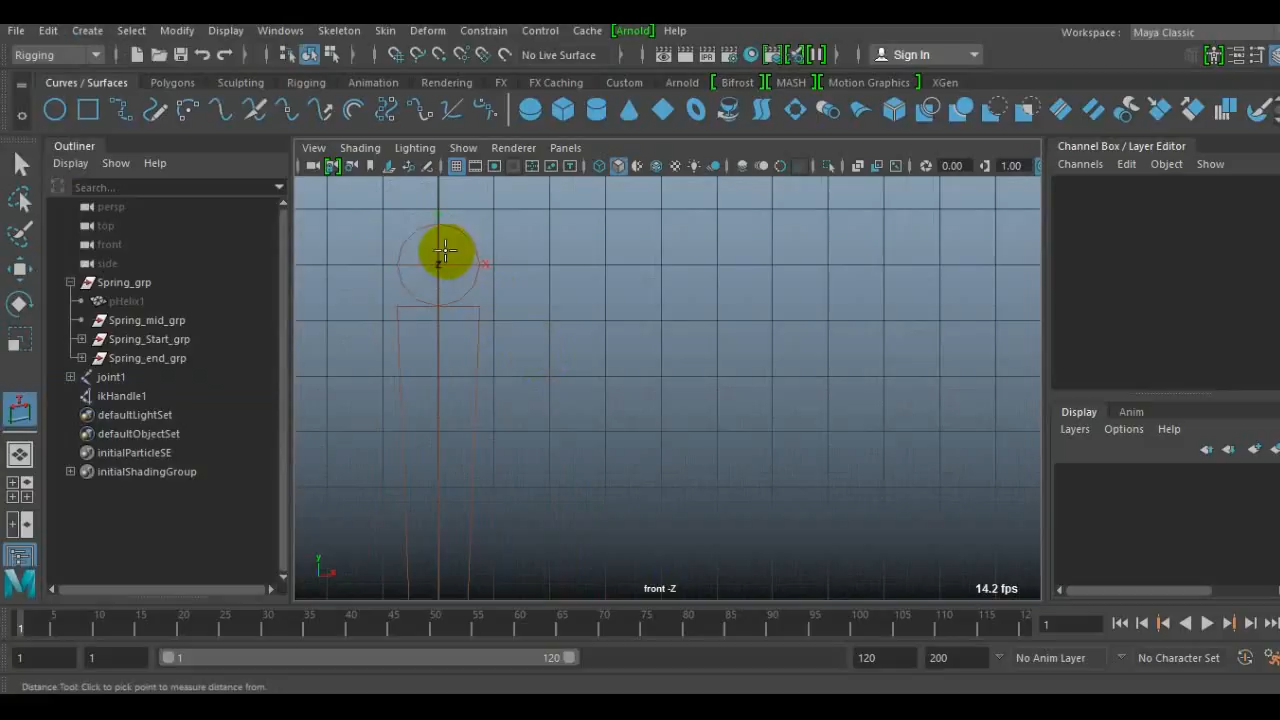 File Edit Create Select Modify Display Windows Skeleton Skin Deform Constrain Control Cache [Arnold] Help Workspace : Maya Classic
Rigging No Live Surface Sign In
Curves / Surfaces Polygons Sculpting Rigging Animation Rendering FX FX Caching Custom Arnold Bifrost MASH Motion Graphics XGen
Outliner
Display Show Help
Search...
persp
top
front
side
Spring_grp
pHelix1
Spring_mid_grp
Spring_Start_grp
Spring_end_grp
joint1
ikHandle1
defaultLightSet
defaultObjectSet
initialParticleSE
initialShadingGroup
View Shading Lighting Show Renderer Panels
0.00 1.00
z x
y
front -Z
14.2 fps
Channel Box / Layer Editor
Channels Edit Object Show
Display Anim
Layers Options Help
5 10 15 20 25 30 35 40 45 50 55 60 65 70 75 80 85 90 95 100 105 110 115 12
1 1
1 1 1 120 120 200 No Anim Layer No Character Set
Distance Tool: Click to pick point to measure distance from.